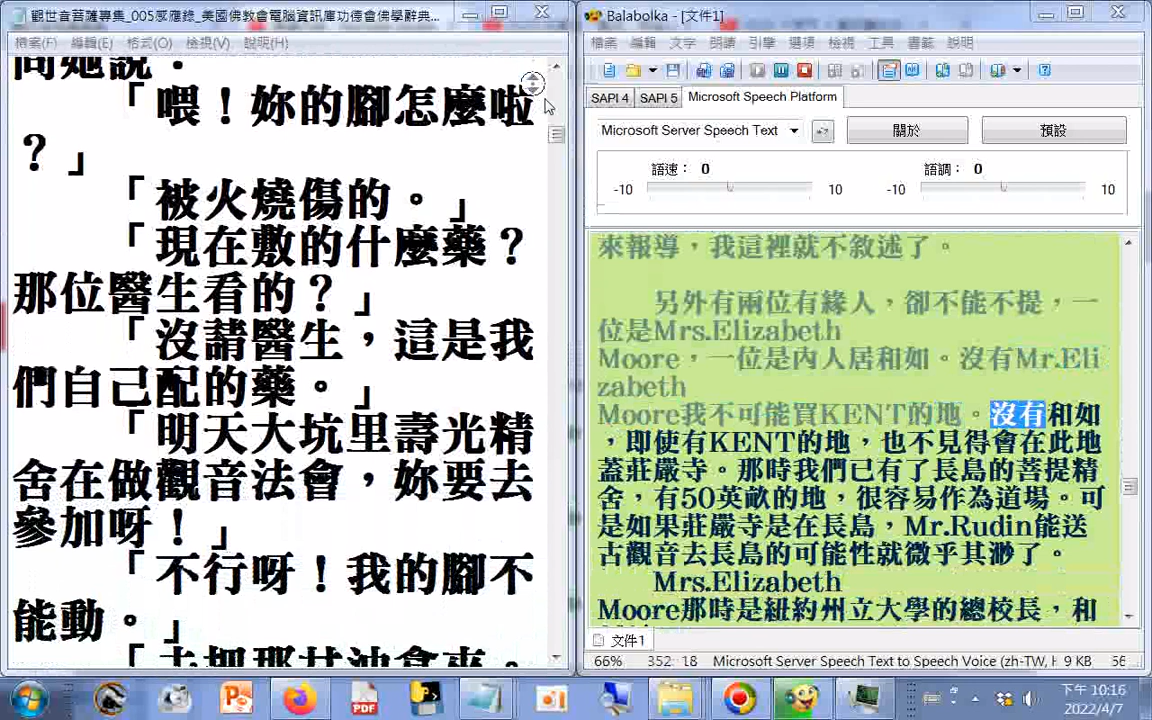 觀世音菩薩專集_005感應錄_美國佛教會電腦資訊庫功德會佛學辭典...
檔案(F) 編輯(E) 格式(O) 檢視(V) 說明(H)
向她說：
「喂！妳的腳怎麼啦
？」
「被火燒傷的。」
「現在敷的什麼藥？
那位醫生看的？」
「沒請醫生，這是我
們自己配的藥。」
「明天大坑里壽光精
舍在做觀音法會，妳要去
參加呀！」
「不行呀！我的腳不
能動。」
「去把那甘油拿來。
Balabolka - [文件1]
檔案 編輯 文字 朗讀 引擎 選項 檢視 工具 書籤 說明
SAPI 4 SAPI 5 Microsoft Speech Platform
Microsoft Server Speech Text 關於 預設
語速： 0 語調： 0
-10 10 -10 10
來報導，我這裡就不敘述了。
另外有兩位有緣人，卻不能不提，一
位是Mrs.Elizabeth
Moore，一位是內人居和如。沒有Mr.Eli
zabeth
Moore我不可能買KENT的地。沒有和如
，即使有KENT的地，也不見得會在此地
蓋莊嚴寺。那時我們已有了長島的菩提精
舍，有50英畝的地，很容易作為道場。可
是如果莊嚴寺是在長島，Mr.Rudin能送
古觀音去長島的可能性就微乎其渺了。
Mrs.Elizabeth
Moore那時是紐約州立大學的總校長，和
文件1
66% 352: 18 Microsoft Server Speech Text to Speech Voice (zh-TW, H 9 KB 56
下午 10:16
2022/4/7